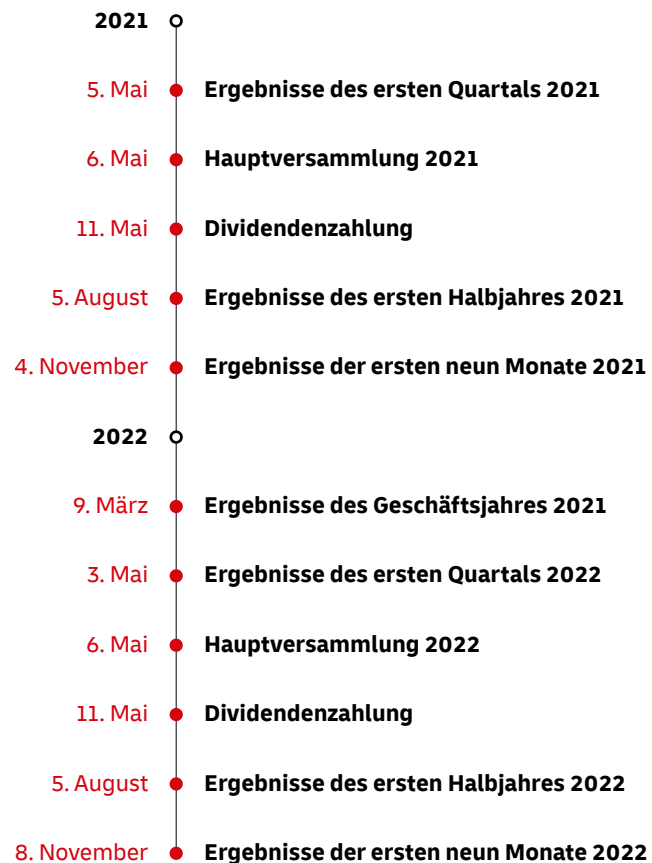 2021
5. Mai Ergebnisse des ersten Quartals 2021
6. Mai Hauptversammlung 2021
11. Mai Dividendenzahlung
5. August Ergebnisse des ersten Halbjahres 2021
4. November Ergebnisse der ersten neun Monate 2021
2022
9. März Ergebnisse des Geschäftsjahres 2021
3. Mai Ergebnisse des ersten Quartals 2022
6. Mai Hauptversammlung 2022
11. Mai Dividendenzahlung
5. August Ergebnisse des ersten Halbjahres 2022
8. November Ergebnisse der ersten neun Monate 2022